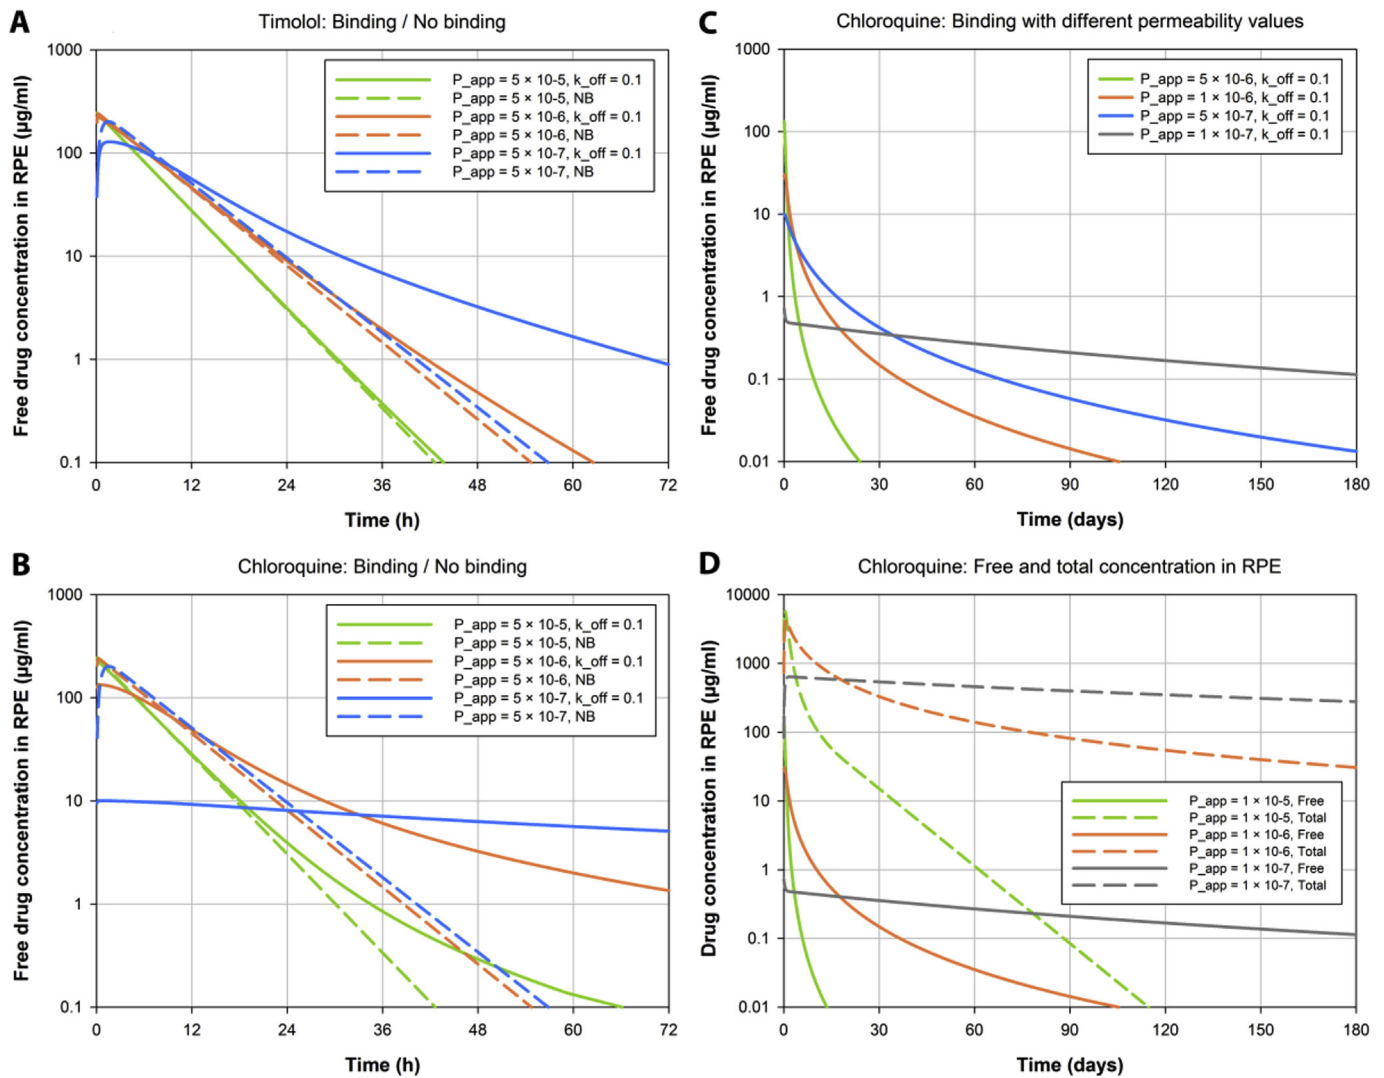 A
Timolol: Binding / No binding
Free drug concentration in RPE (µg/ml)
1000
100
10
1
0.1
P_app = 5 × 10-5, k_off = 0.1
P_app = 5 × 10-5, NB
P_app = 5 × 10-6, k_off = 0.1
P_app = 5 × 10-6, NB
P_app = 5 × 10-7, k_off = 0.1
P_app = 5 × 10-7, NB
0 12 24 36 48 60 72
Time (h)
C
Chloroquine: Binding with different permeability values
Free drug concentration in RPE (µg/ml)
1000
100
10
1
0.1
0.01
P_app = 5 × 10-6, k_off = 0.1
P_app = 1 × 10-6, k_off = 0.1
P_app = 5 × 10-7, k_off = 0.1
P_app = 1 × 10-7, k_off = 0.1
0 30 60 90 120 150 180
Time (days)
B
Chloroquine: Binding / No binding
Free drug concentration in RPE (µg/ml)
1000
100
10
1
0.1
P_app = 5 × 10-5, k_off = 0.1
P_app = 5 × 10-5, NB
P_app = 5 × 10-6, k_off = 0.1
P_app = 5 × 10-6, NB
P_app = 5 × 10-7, k_off = 0.1
P_app = 5 × 10-7, NB
0 12 24 36 48 60 72
Time (h)
D
Chloroquine: Free and total concentration in RPE
Drug concentration in RPE (µg/ml)
10000
1000
100
10
1
0.1
0.01
P_app = 1 × 10-5, Free
P_app = 1 × 10-5, Total
P_app = 1 × 10-6, Free
P_app = 1 × 10-6, Total
P_app = 1 × 10-7, Free
P_app = 1 × 10-7, Total
0 30 60 90 120 150 180
Time (days)